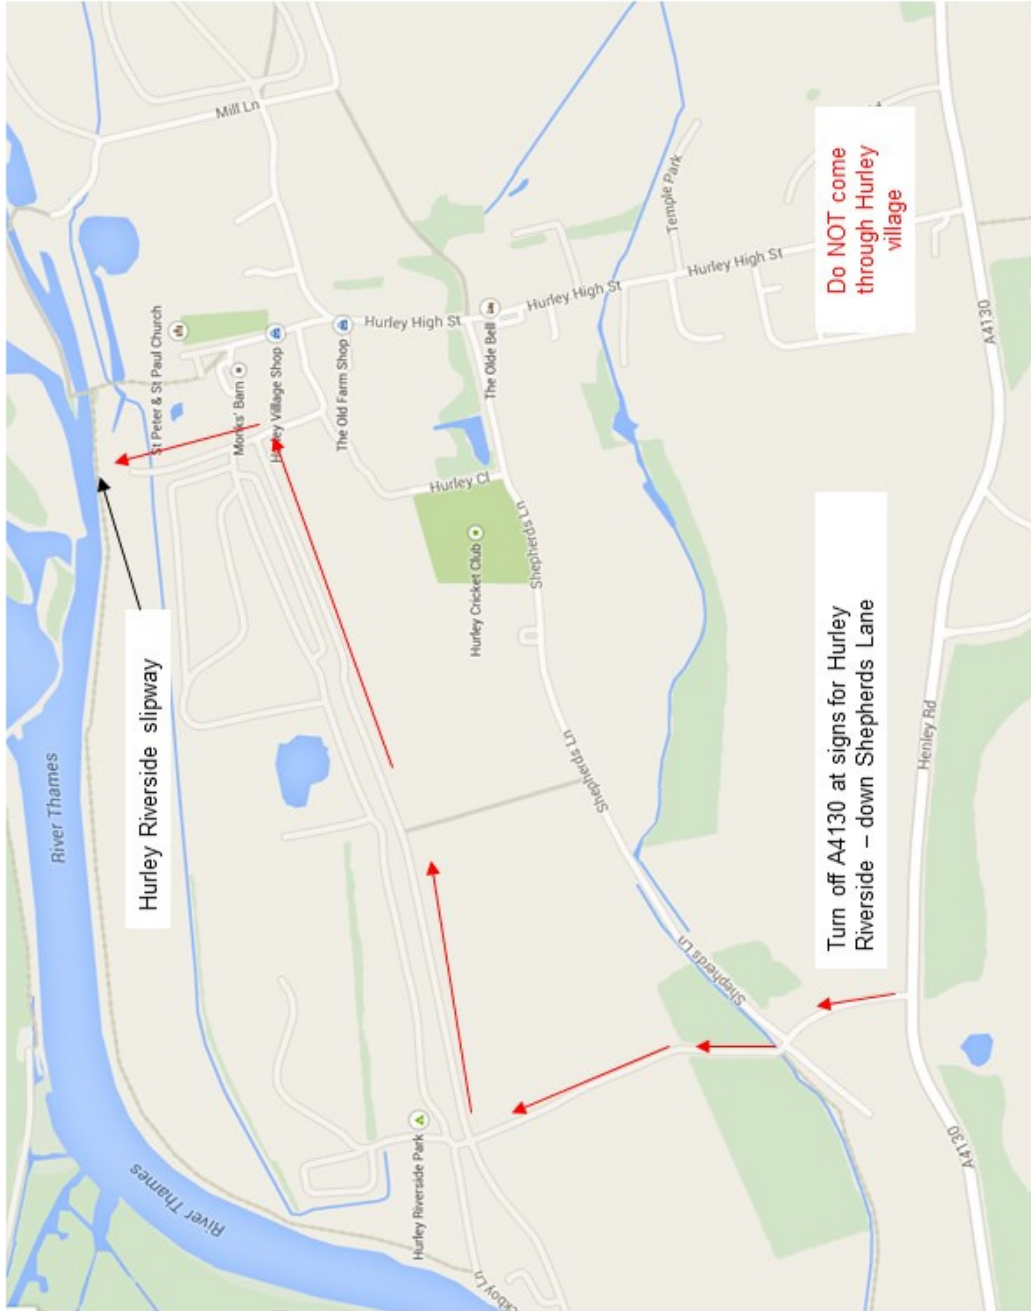 River Thames
River Thames
Hurley Riverside slipway
St Peter & St Paul Church
Monks' Barn
Hurley Village Shop
The Old Farm Shop
Hurley High St
The Olde Bell
Hurley High St
Hurley High St
Mill Ln
Temple Park
Hurley Cl
Hurley Cricket Club
Shepherds Ln
Shepherds Ln
Shepherds Ln
Hurley Riverside Park
Do NOT come
through Hurley
village
Turn off A4130 at signs for Hurley
Riverside – down Shepherds Lane
Henley Rd
A4130
A4130